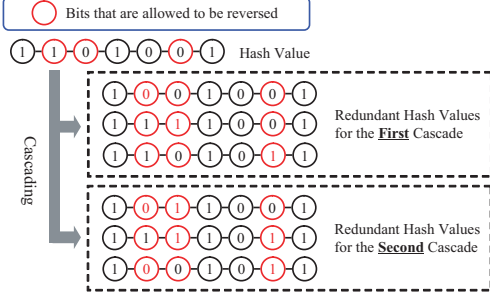 Bits that are allowed to be reversed
1 1 0 1 0 0 1 Hash Value
Cascading
1 0 0 1 0 0 1
1 1 1 1 0 0 1
1 1 0 1 0 1 1
Redundant Hash Values
for the First Cascade
1 0 1 1 0 0 1
1 1 1 1 0 1 1
1 0 0 1 0 1 1
Redundant Hash Values
for the Second Cascade